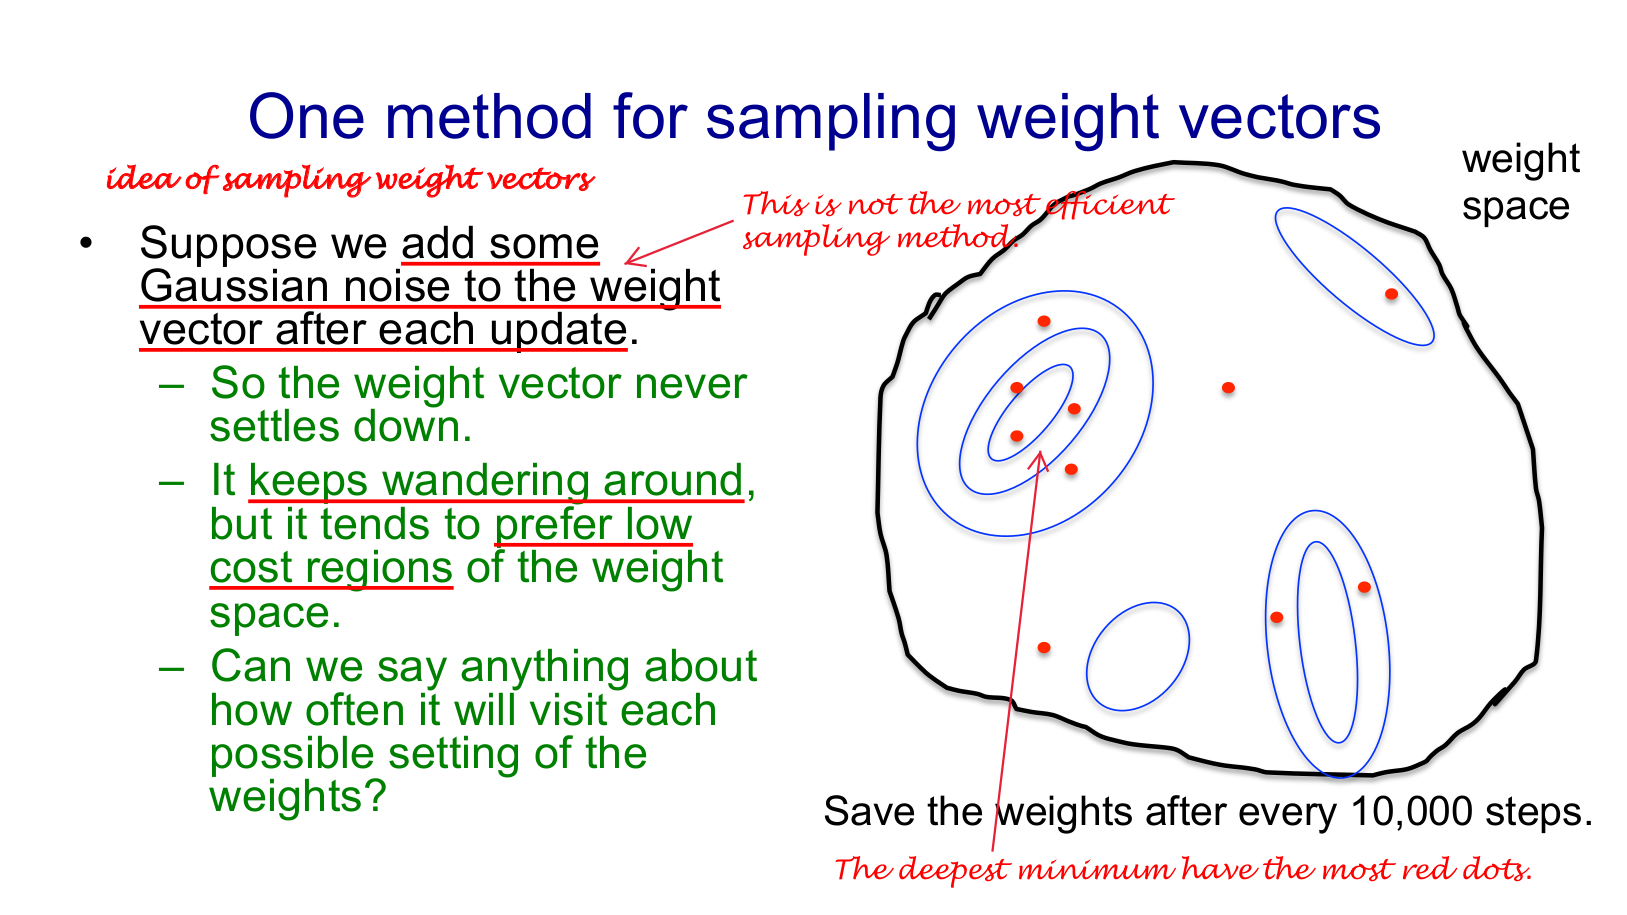 One method for sampling weight vectors
weight
space
idea of sampling weight vectors
This is not the most efficient
sampling method.
• Suppose we add some
Gaussian noise to the weight
vector after each update.
– So the weight vector never
settles down.
– It keeps wandering around,
but it tends to prefer low
cost regions of the weight
space.
– Can we say anything about
how often it will visit each
possible setting of the
weights?
Save the weights after every 10,000 steps.
The deepest minimum have the most red dots.